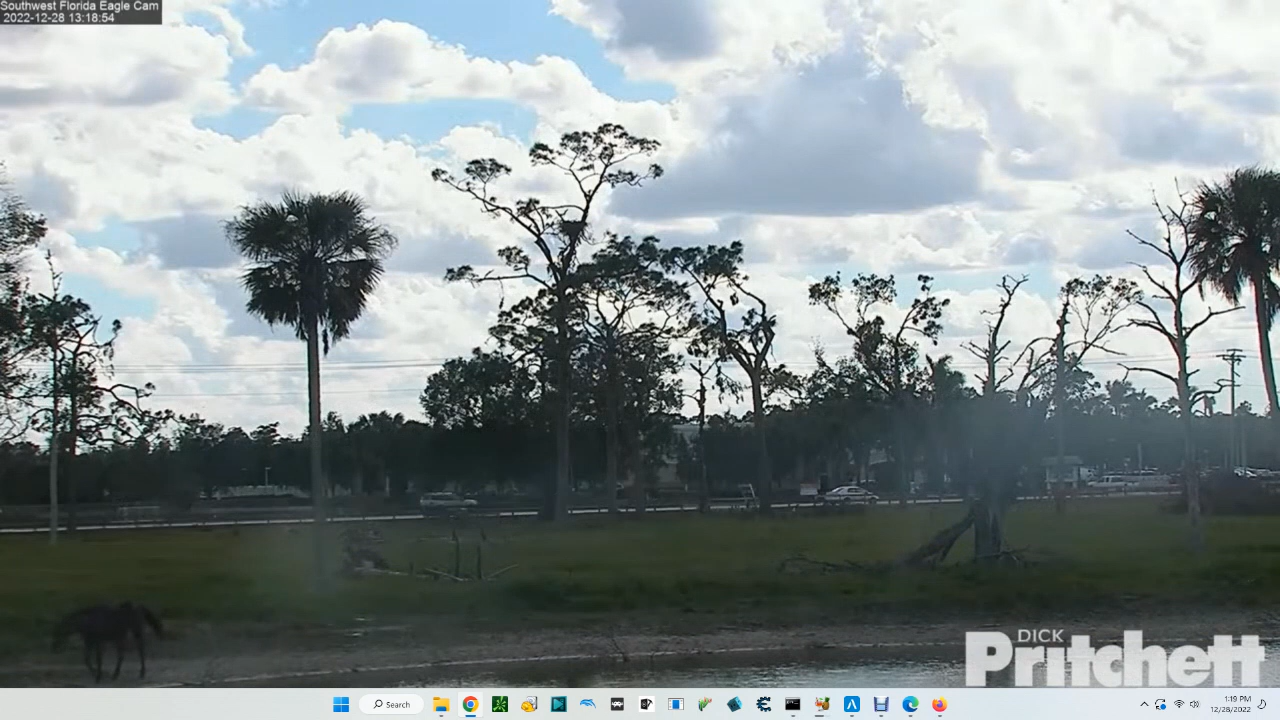 Southwest Florida Eagle Cam
2022-12-28 13:18:54
DICK
Pritchett
Search
1:19 PM
12/28/2022